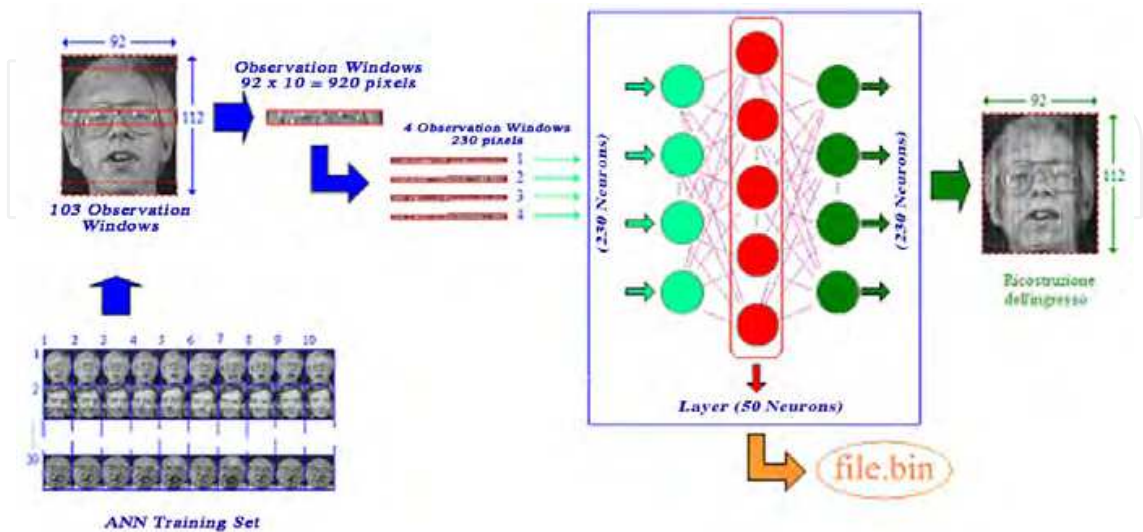 92
112
103 Observation
Windows
Observation Windows
92 x 10 = 920 pixels
4 Observation Windows
230 pixels
1
2
3
4
(230 Neurons)
(230 Neurons)
Layer (50 Neurons)
file.bin
92
112
Ricostruzione
dell'ingresso
1 2 3 4 5 6 7 8 9 10
1
2
ANN Training Set